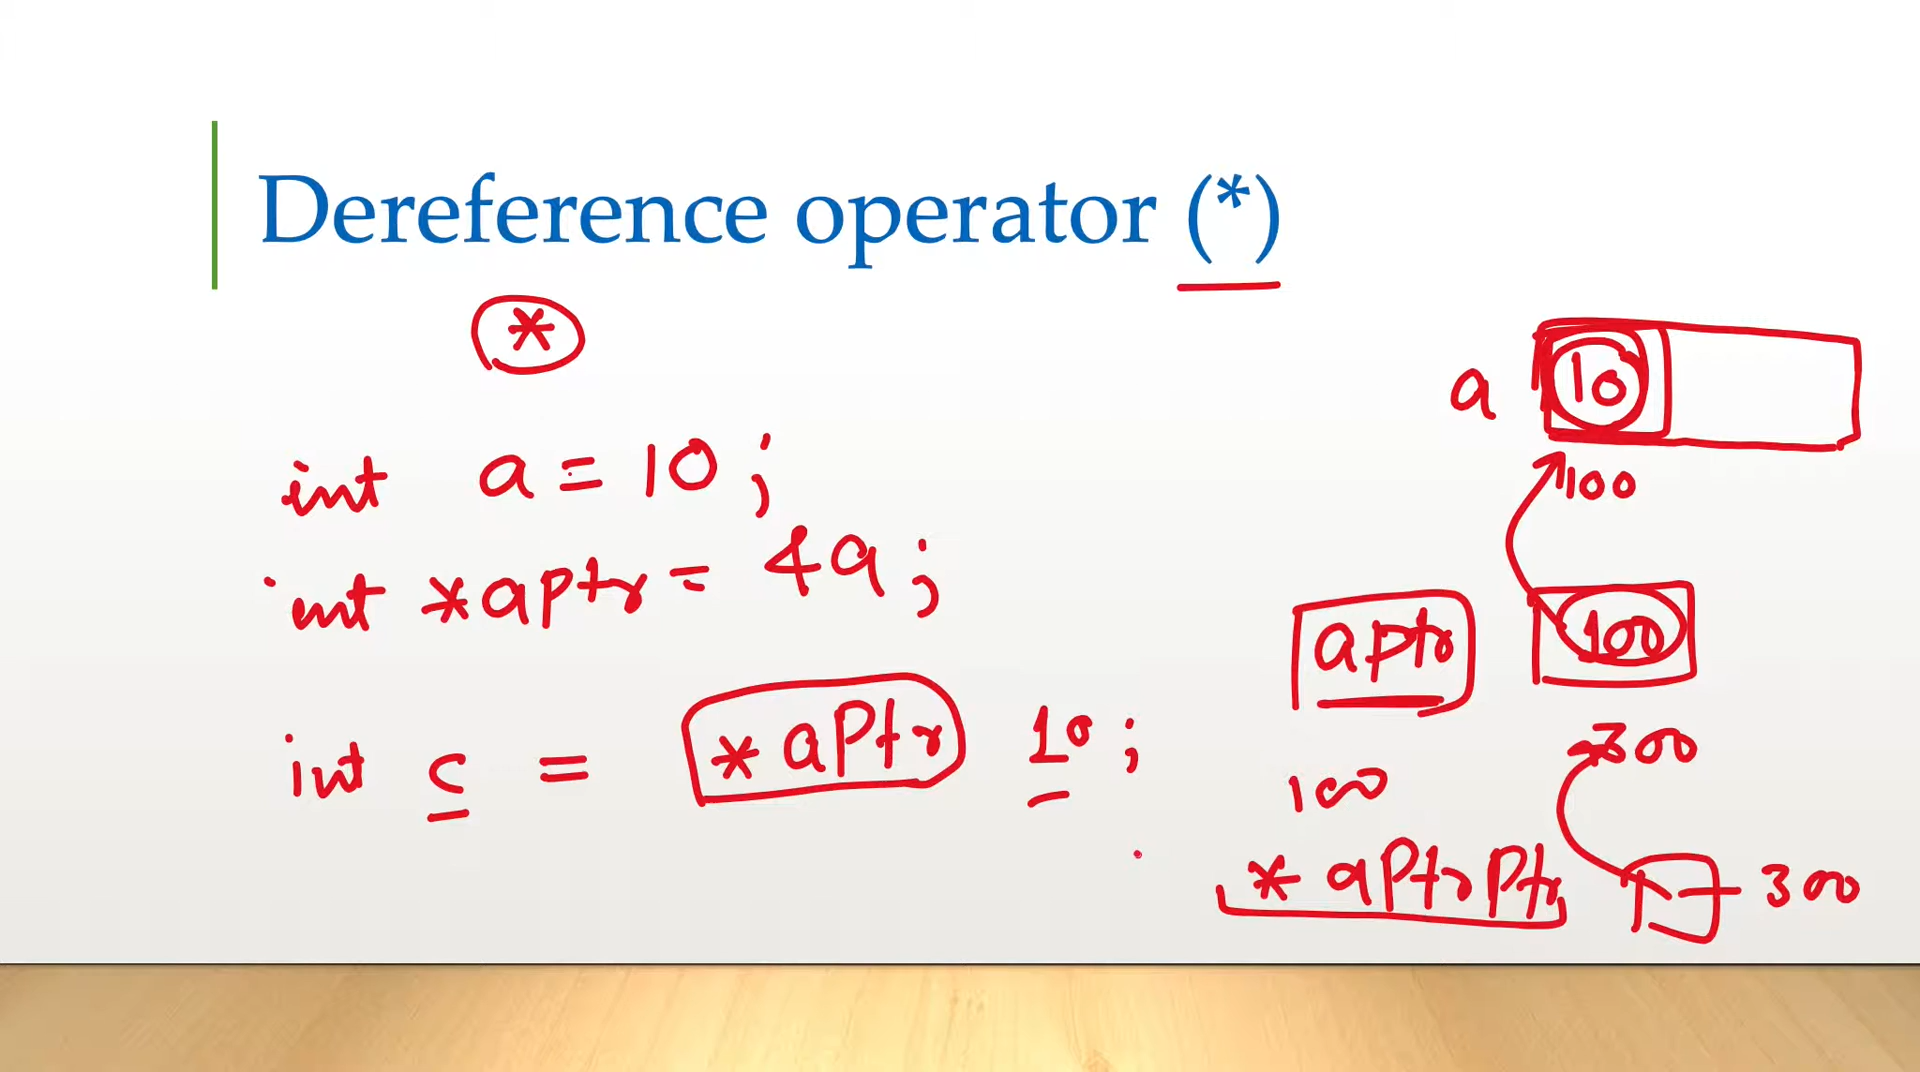 Dereference operator (*)
*
int a = 10 ;
int *aptr = &a ;
int c = *aPtr 10 ;
a 10
100
aptr 100
300
100
*aPtrPtr 300